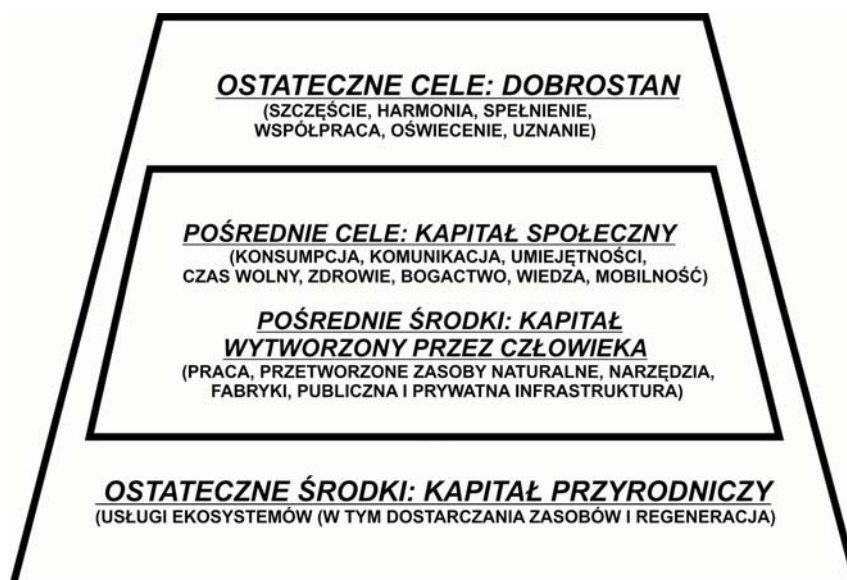 OSTATECZNE CELE: DOBROSTAN
(SZCZĘŚCIE, HARMONIA, SPEŁNIENIE,
WSPÓŁPRACA, OŚWIECENIE, UZNANIE)
POŚREDNIE CELE: KAPITAŁ SPOŁECZNY
(KONSUMPCJA, KOMUNIKACJA, UMIEJĘTNOŚCI,
CZAS WOLNY, ZDROWIE, BOGACTWO, WIEDZA, MOBILNOŚĆ)
POŚREDNIE ŚRODKI: KAPITAŁ
WYTWORZONY PRZEZ CZŁOWIEKA
(PRACA, PRZETWORZONE ZASOBY NATURALNE, NARZĘDZIA,
FABRYKI, PUBLICZNA I PRYWATNA INFRASTRUKTURA)
OSTATECZNE ŚRODKI: KAPITAŁ PRZYRODNICZY
(USŁUGI EKOSYSTEMÓW (W TYM DOSTARCZANIA ZASOBÓW I REGENERACJA)